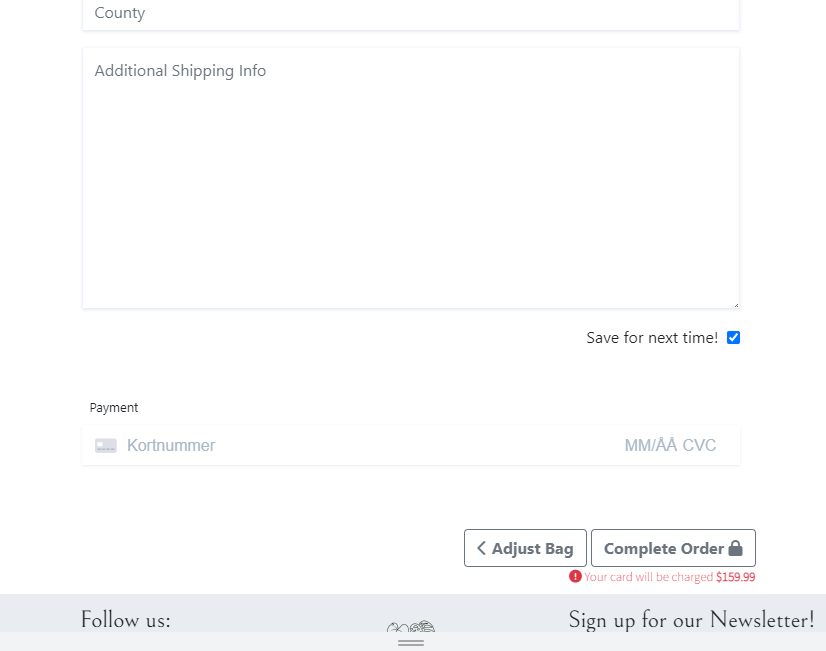 County
Additional Shipping Info
Save for next time!
Payment
Kortnummer MM/ÅÅ CVC
Adjust Bag Complete Order
Your card will be charged $159.99
Follow us: Sign up for our Newsletter!